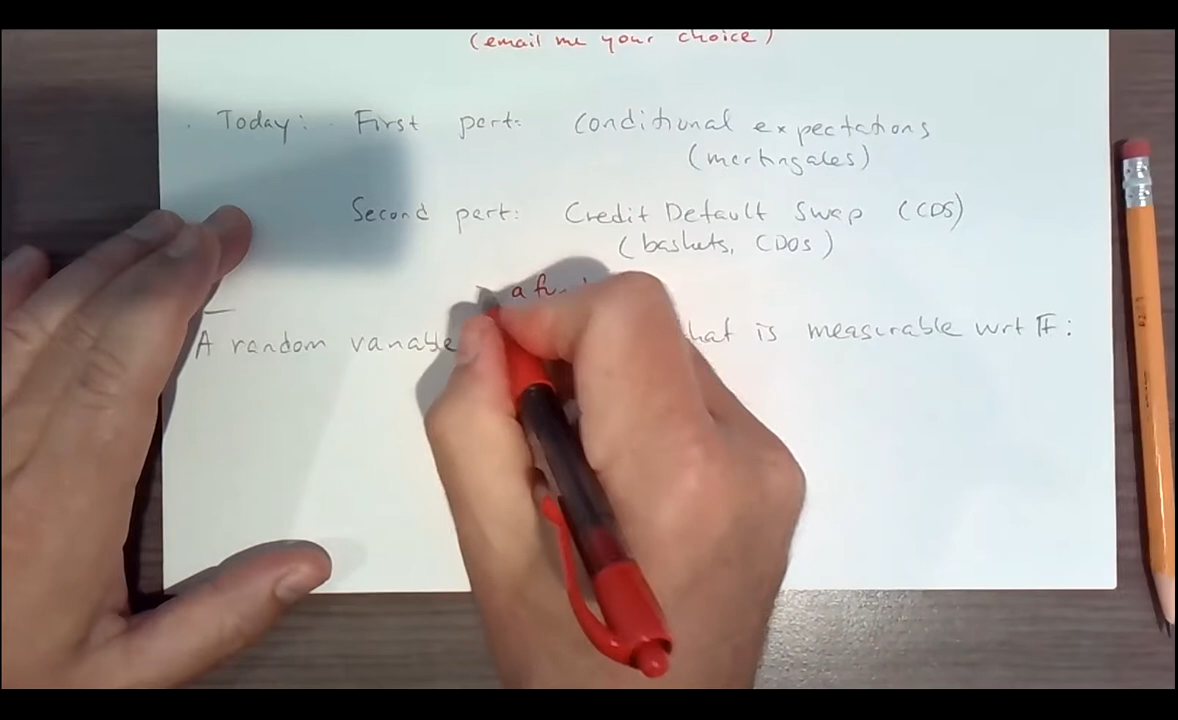 (email me your choice)
Today: First part: Conditional expectations
(martingales)
Second part: Credit Default Swap (CDS)
(baskets, CDOs)
a
A random variable that is measurable wrt F: